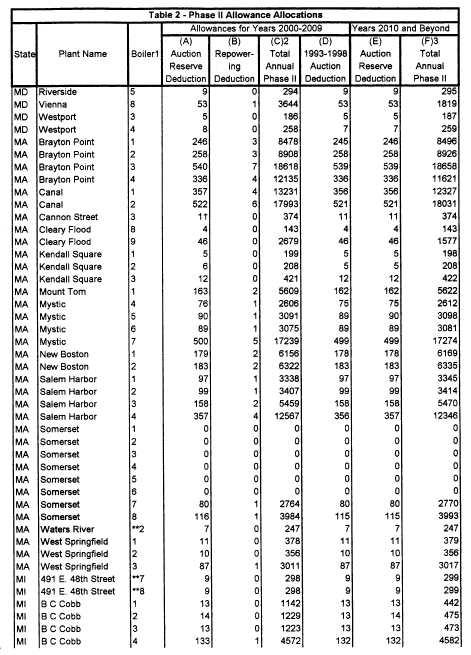 Table 2 - Phase II Allowance Allocations
Allowances for Years 2000-2009 Years 2010 and Beyond
(A) (B) (C)2 (D) (E) (F)3
State Plant Name Boiler1 Auction Repower- Total 1993-1998 Auction Total
Reserve ing Annual Auction Reserve Annual
Deduction Deduction Phase II Deduction Deduction Phase II
MD Riverside 5 9 0 294 9 9 295
MD Vienna 8 53 1 3644 53 53 1819
MD Westport 3 5 0 186 5 5 187
MD Westport 4 8 0 258 7 7 259
MA Brayton Point 1 246 3 8478 245 246 8496
MA Brayton Point 2 258 3 8908 258 258 8926
MA Brayton Point 3 540 7 18618 539 539 18658
MA Brayton Point 4 336 4 12135 336 336 11621
MA Canal 1 357 4 13231 356 356 12327
MA Canal 2 522 6 17993 521 521 18031
MA Cannon Street 3 11 0 374 11 11 374
MA Cleary Flood 8 4 0 143 4 4 143
MA Cleary Flood 9 46 0 2679 46 46 1577
MA Kendall Square 1 5 0 199 5 5 198
MA Kendall Square 2 6 0 208 5 5 208
MA Kendall Square 3 12 0 421 12 12 422
MA Mount Tom 1 163 2 5609 162 162 5622
MA Mystic 4 76 1 2606 75 75 2612
MA Mystic 5 90 1 3091 89 90 3098
MA Mystic 6 89 1 3075 89 89 3081
MA Mystic 7 500 5 17239 499 499 17274
MA New Boston 1 179 2 6156 178 178 6169
MA New Boston 2 183 2 6322 183 183 6335
MA Salem Harbor 1 97 1 3338 97 97 3345
MA Salem Harbor 2 99 1 3407 99 99 3414
MA Salem Harbor 3 158 2 5459 158 158 5470
MA Salem Harbor 4 357 4 12567 356 357 12346
MA Somerset 1 0 0 0 0 0 0
MA Somerset 2 0 0 0 0 0 0
MA Somerset 3 0 0 0 0 0 0
MA Somerset 4 0 0 0 0 0 0
MA Somerset 5 0 0 0 0 0 0
MA Somerset 6 0 0 0 0 0 0
MA Somerset 7 80 1 2764 80 80 2770
MA Somerset 8 116 1 3984 115 115 3993
MA Waters River **2 7 0 247 7 7 247
MA West Springfield 1 11 0 378 11 11 379
MA West Springfield 2 10 0 356 10 10 356
MA West Springfield 3 87 1 3011 87 87 3017
MI 491 E. 48th Street **7 9 0 298 9 9 299
MI 491 E. 48th Street **8 9 0 298 9 9 299
MI B C Cobb 1 13 0 1142 13 13 442
MI B C Cobb 2 14 0 1229 13 14 475
MI B C Cobb 3 13 0 1223 13 13 473
MI B C Cobb 4 133 1 4572 132 132 4582